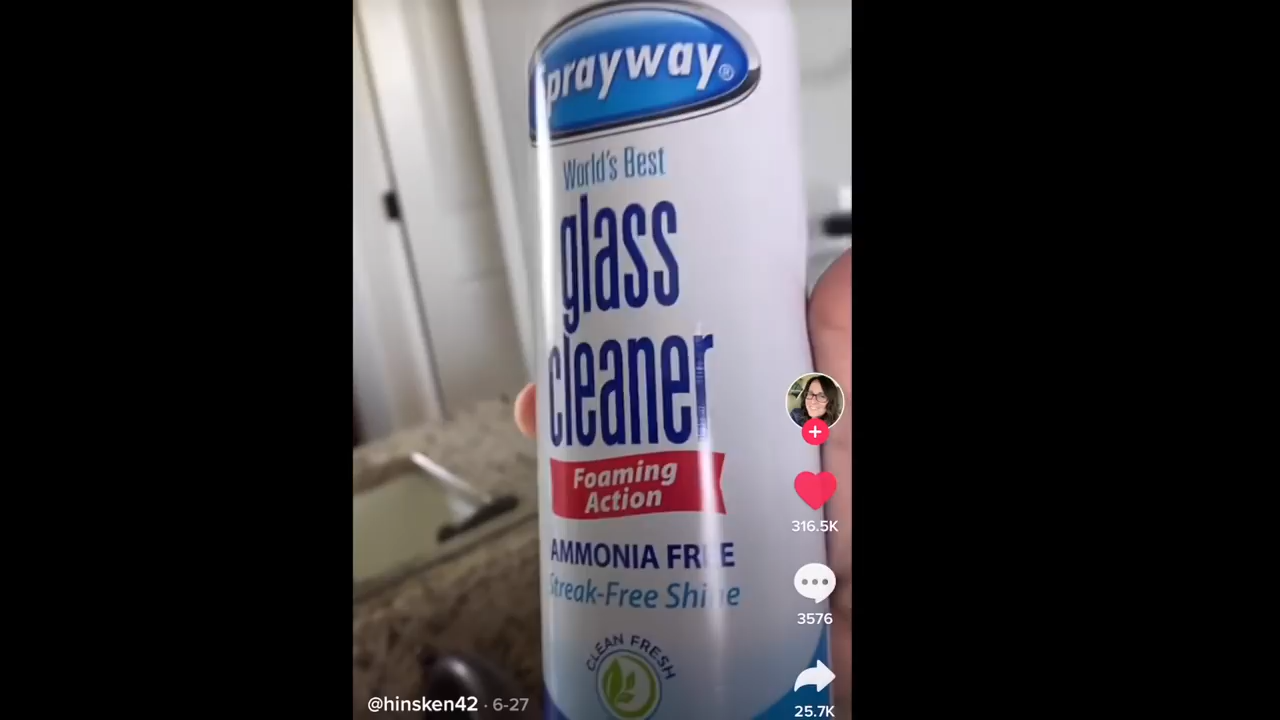 Sprayway®
World's Best
glass
cleaner
Foaming
Action
AMMONIA FREE
Streak-Free Shine
CLEAN FRESH
316.5K
3576
25.7K
@hinsken42 · 6-27